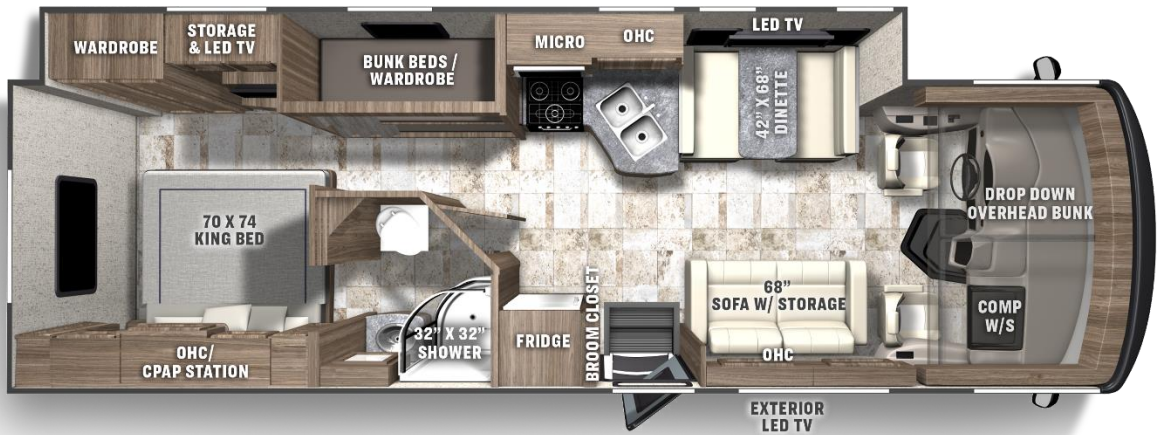 WARDROBE
STORAGE
& LED TV
BUNK BEDS /
WARDROBE
MICRO
OHC
LED TV
42" X 68"
DINETTE
DROP DOWN
OVERHEAD BUNK
70 X 74
KING BED
68"
SOFA W/ STORAGE
OHC
COMP
W/S
BROOM CLOSET
FRIDGE
32" X 32"
SHOWER
OHC/
CPAP STATION
EXTERIOR
LED TV